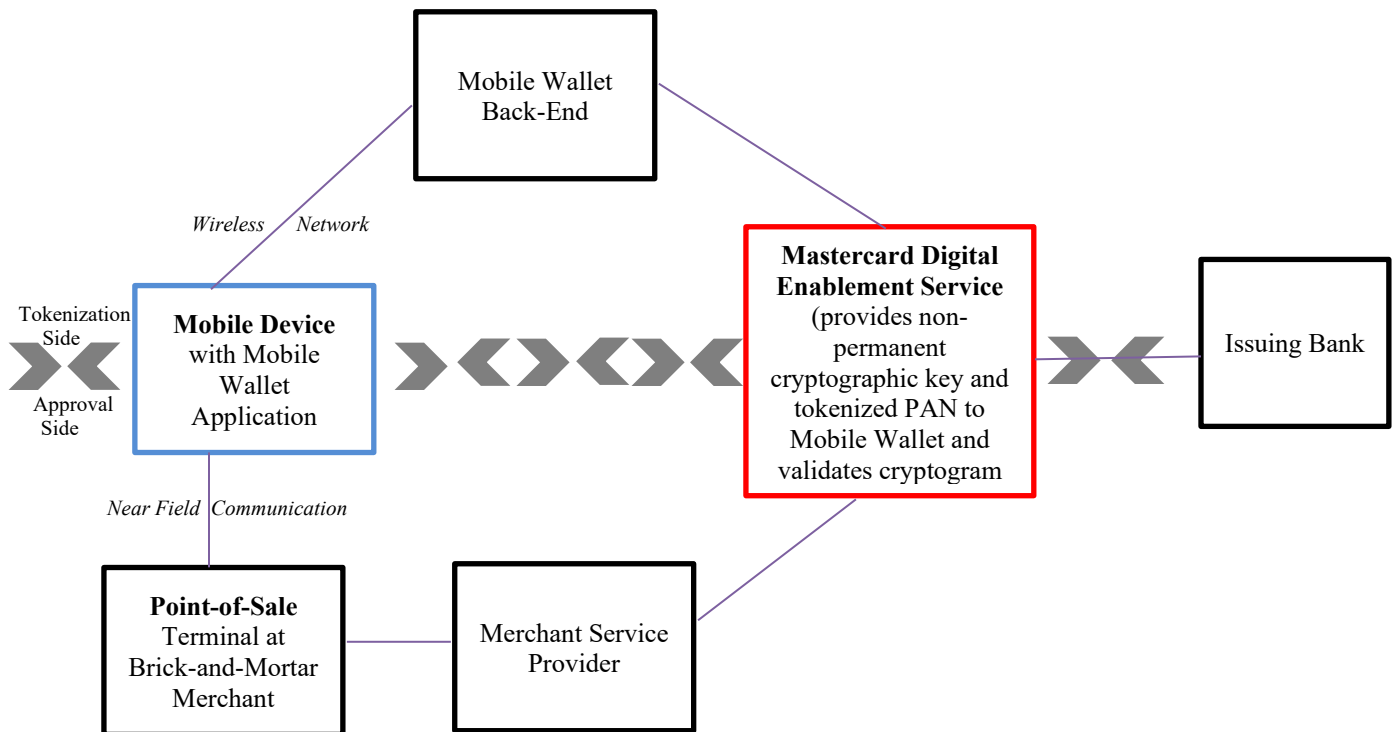 Mobile Wallet
Back-End
Wireless Network
Tokenization
Side
Approval
Side
Mobile Device
with Mobile
Wallet
Application
Mastercard Digital
Enablement Service
(provides non-
permanent
cryptographic key and
tokenized PAN to
Mobile Wallet and
validates cryptogram
Issuing Bank
Near Field Communication
Point-of-Sale
Terminal at
Brick-and-Mortar
Merchant
Merchant Service
Provider